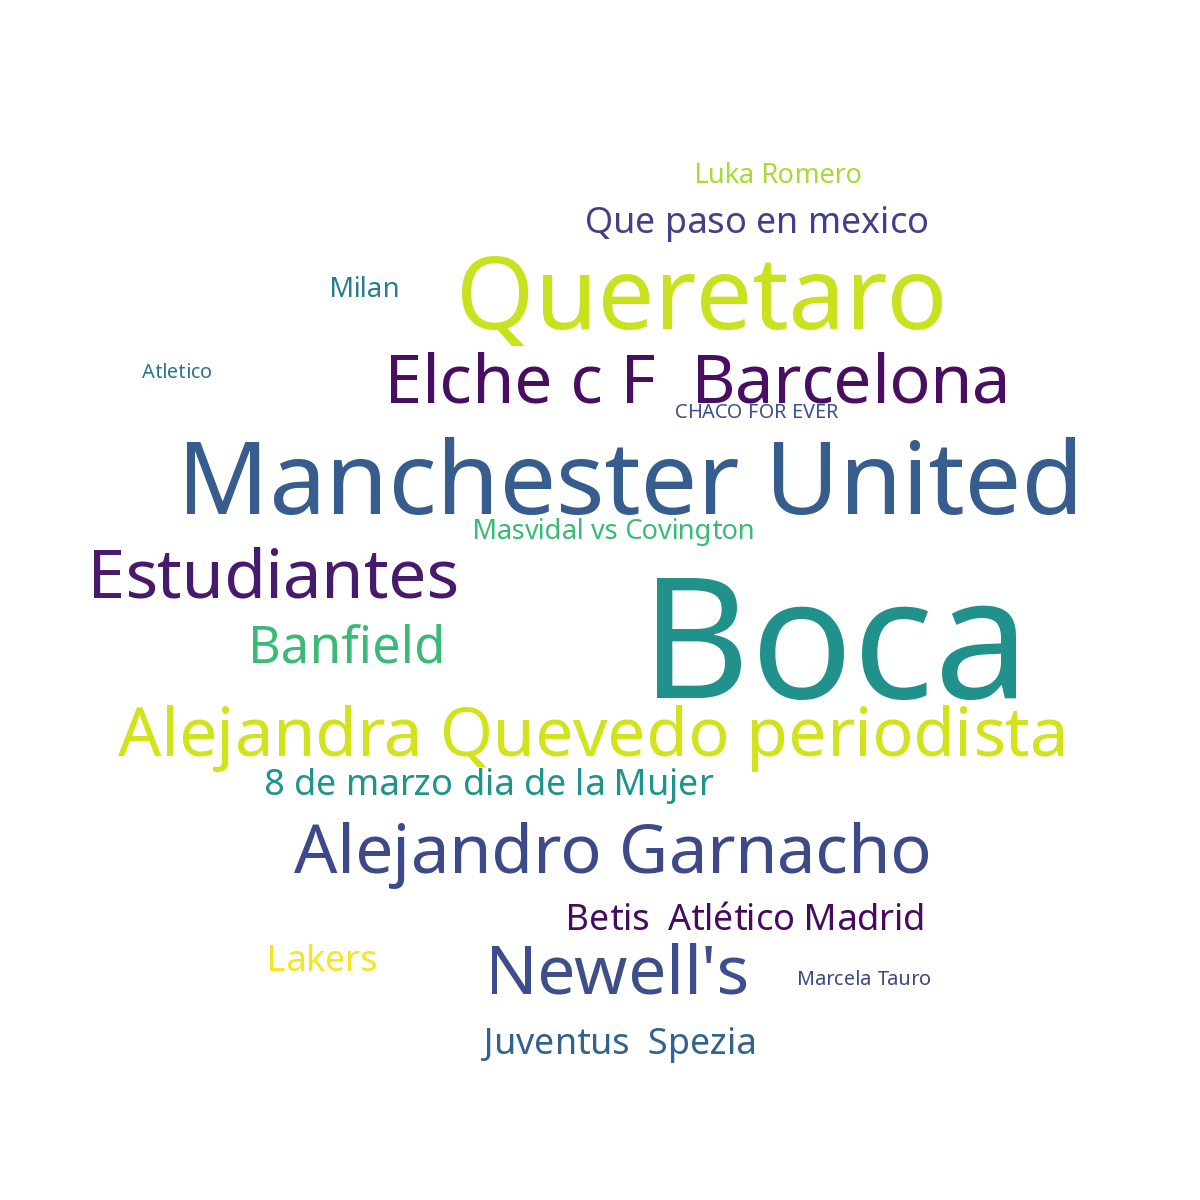 Luka Romero
Que paso en mexico
Queretaro
Milan
Elche c F  Barcelona
Atletico
CHACO FOR EVER
Manchester United
Masvidal vs Covington
Estudiantes
Boca
Banfield
Alejandra Quevedo periodista
8 de marzo dia de la Mujer
Alejandro Garnacho
Betis  Atlético Madrid
Lakers
Newell's
Marcela Tauro
Juventus  Spezia